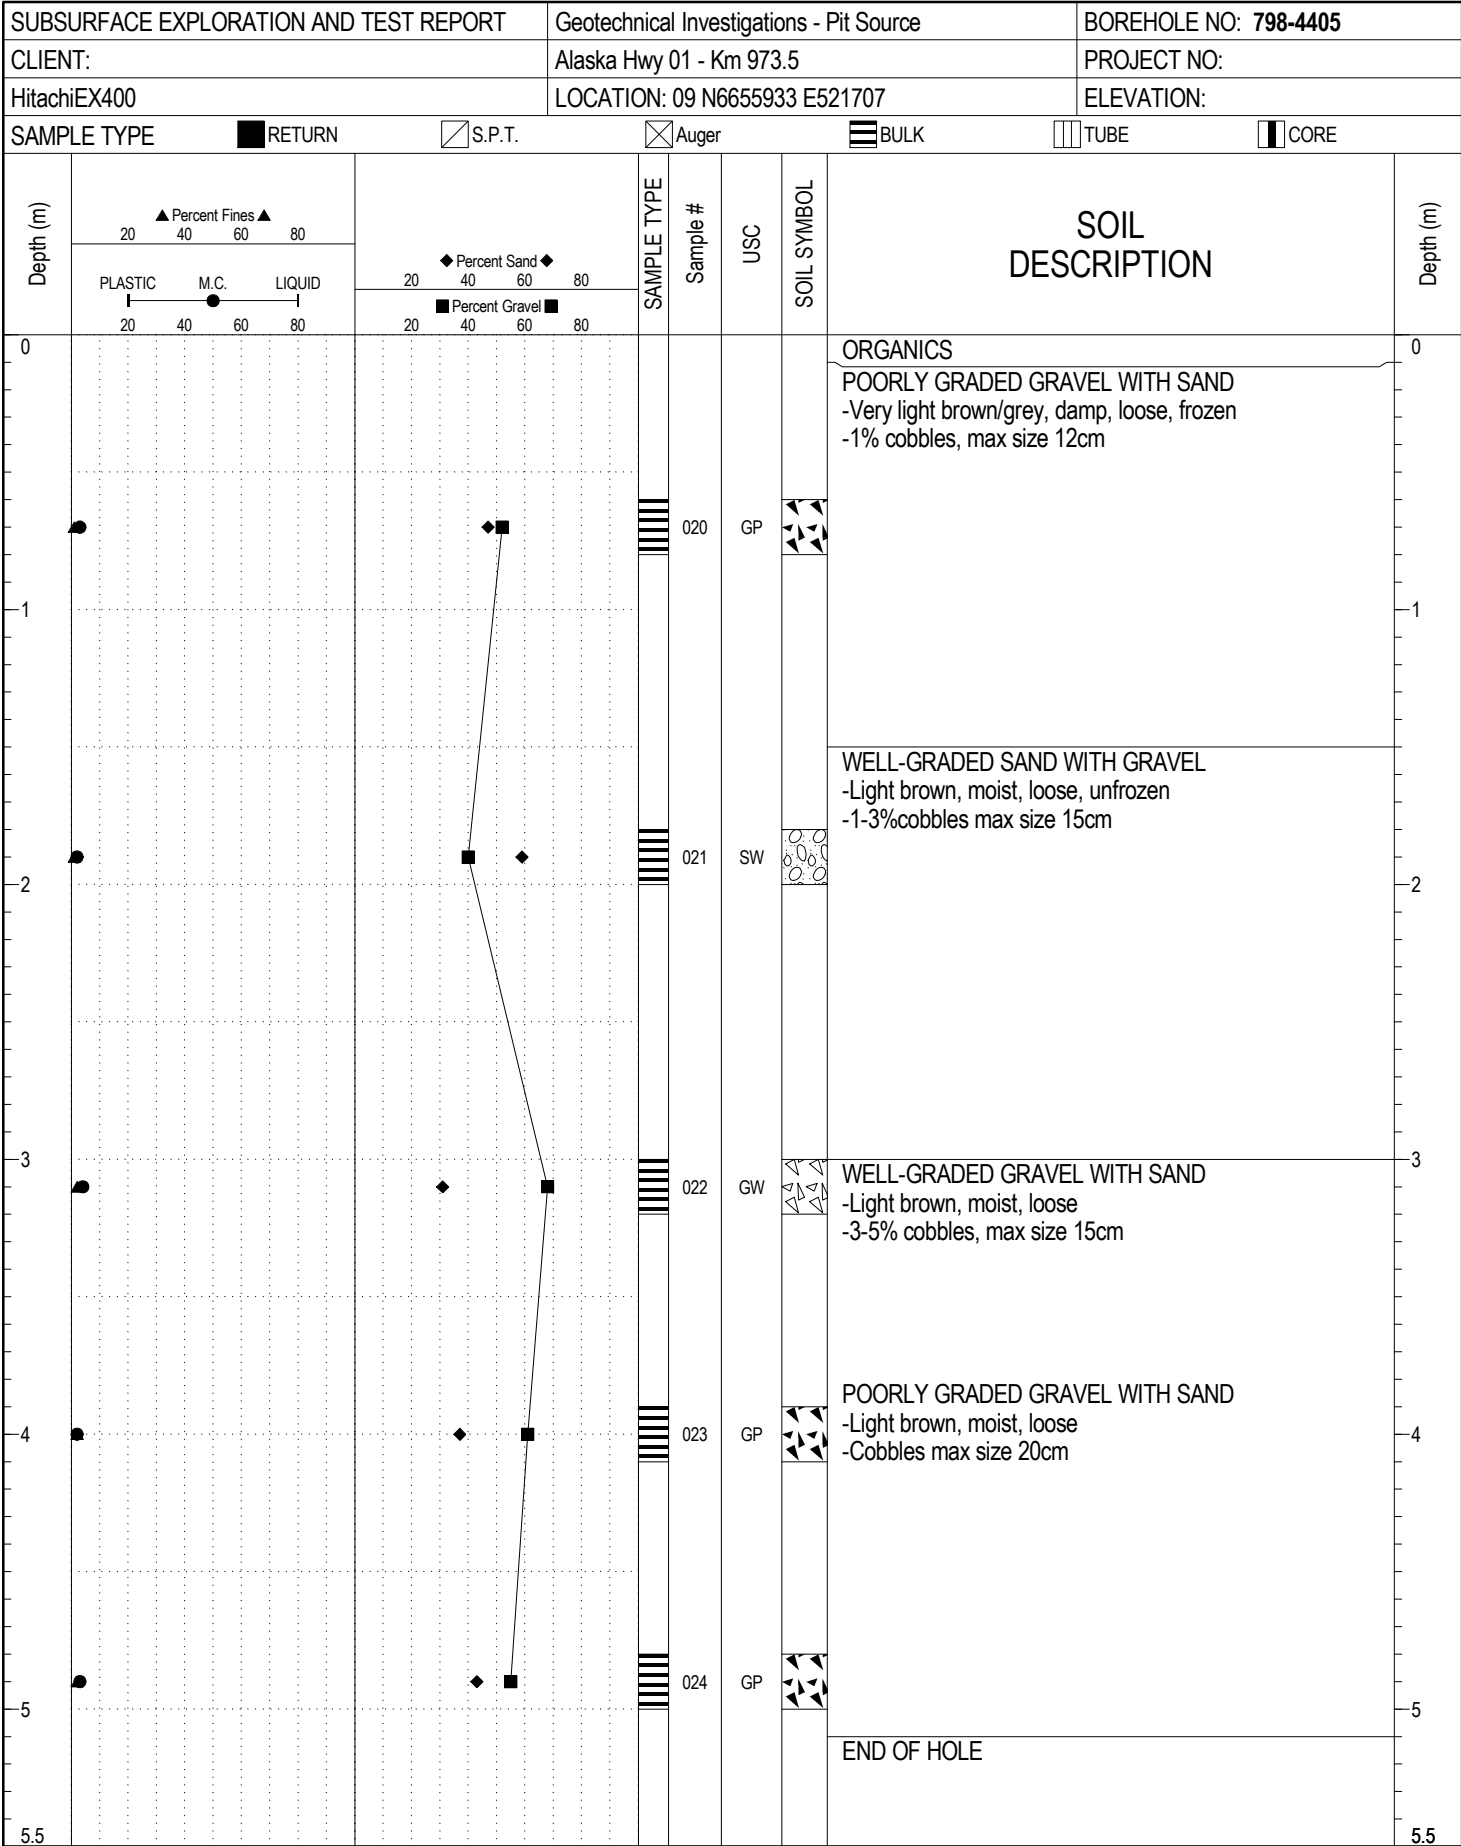 SUBSURFACE EXPLORATION AND TEST REPORT
Geotechnical Investigations - Pit Source
BOREHOLE NO: 798-4405
CLIENT:
Alaska Hwy 01 - Km 973.5
PROJECT NO:
HitachiEX400
LOCATION: 09 N6655933 E521707
ELEVATION:
SAMPLE TYPE
RETURN
S.P.T.
Auger
BULK
TUBE
CORE
Depth (m)
Percent Fines
20 40 60 80
PLASTIC M.C. LIQUID
20 40 60 80
Percent Sand
20 40 60 80
Percent Gravel
20 40 60 80
SAMPLE TYPE
Sample #
USC
SOIL SYMBOL
SOIL
DESCRIPTION
Depth (m)
0
ORGANICS
0
POORLY GRADED GRAVEL WITH SAND
-Very light brown/grey, damp, loose, frozen
-1% cobbles, max size 12cm
020 GP
1
1
WELL-GRADED SAND WITH GRAVEL
-Light brown, moist, loose, unfrozen
-1-3%cobbles max size 15cm
021 SW
2
2
3
3
WELL-GRADED GRAVEL WITH SAND
022 GW
-Light brown, moist, loose
-3-5% cobbles, max size 15cm
POORLY GRADED GRAVEL WITH SAND
-Light brown, moist, loose
4
023 GP
4
-Cobbles max size 20cm
024 GP
5
5
END OF HOLE
5.5
5.5